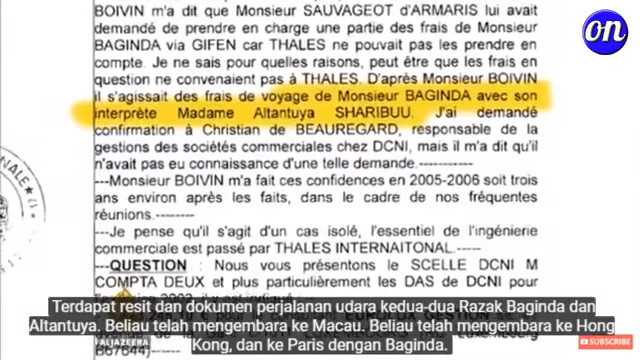 BOIVIN m'a dit que Monsieur SAUVAGEOT d'ARMARIS lui avait
demandé de prendre en charge une partie des frais de Monsieur
BAGINDA via GIFEN car THALES ne pouvait pas les prendre en
compte. Je ne sais pour quelles raisons, peut être que les frais en
question ne convenaient pas à THALES. D'après Monsieur BOIVIN
il s'agissait des frais de voyage de Monsieur BAGINDA avec son
interprète Madame Altantuya SHARIBUU. J'ai demandé
confirmation à Christian de BEAUREGARD, responsable de la
gestions des sociétés commerciales chez DCNI, mais il m'a dit qu'il
n'avait pas eu connaissance d'une telle demande.
---Monsieur BOIVIN m'a fait ces confidences en 2005-2006 soit trois
ans environ après les faits, dans le cadre de nos fréquentes
réunions.
---Je pense qu'il s'agit d'un cas isolé, l'essentiel de l'ingénierie
commerciale est passé par THALES INTERNAITONAL.
---QUESTION : Nous vous présentons le SCELLE DCNI M
COMPTA DEUX et plus particulièrement les DAS de DCNI pour
Terdapat resit dan dokumen perjalanan udara kedua-dua Razak Baginda dan
Altantuya. Beliau telah mengembara ke Macau. Beliau telah mengembara ke Hong
Kong, dan ke Paris dengan Baginda.
ALJAZEERA
SUBSCRIBE
867644)
on